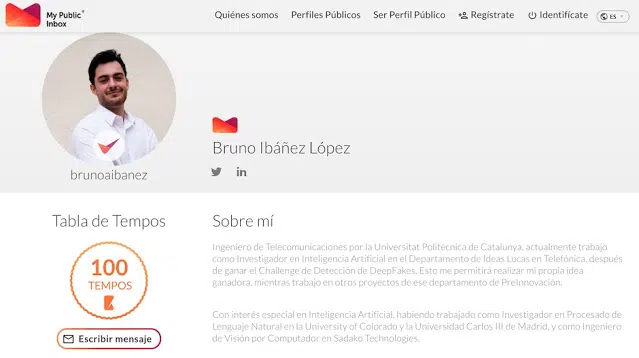 My Public® Quiénes somos Perfiles Públicos Ser Perfil Público Regístrate Identifícate ES
Inbox
Bruno Ibáñez López
brunoaibanez
Tabla de Tempos
100
TEMPOS
Escribir mensaje
Sobre mí
Ingeniero de Telecomunicaciones por la Universitat Politècnica de Catalunya, actualmente trabajo
como Investigador en Inteligencia Artificial en el Departamento de Ideas Locas en Telefónica, después
de ganar el Challenge de Detección de DeepFakes. Esto me permitirá realizar mi propia idea
ganadora, mientras trabajo en otros proyectos de ese departamento de PreInnovación.
Con interés especial en Inteligencia Artificial, habiendo trabajado como Investigador en Procesado de
Lenguaje Natural en la University of Colorado y la Universidad Carlos III de Madrid, y como Ingeniero
de Visión por Computador en Sadako Technologies.